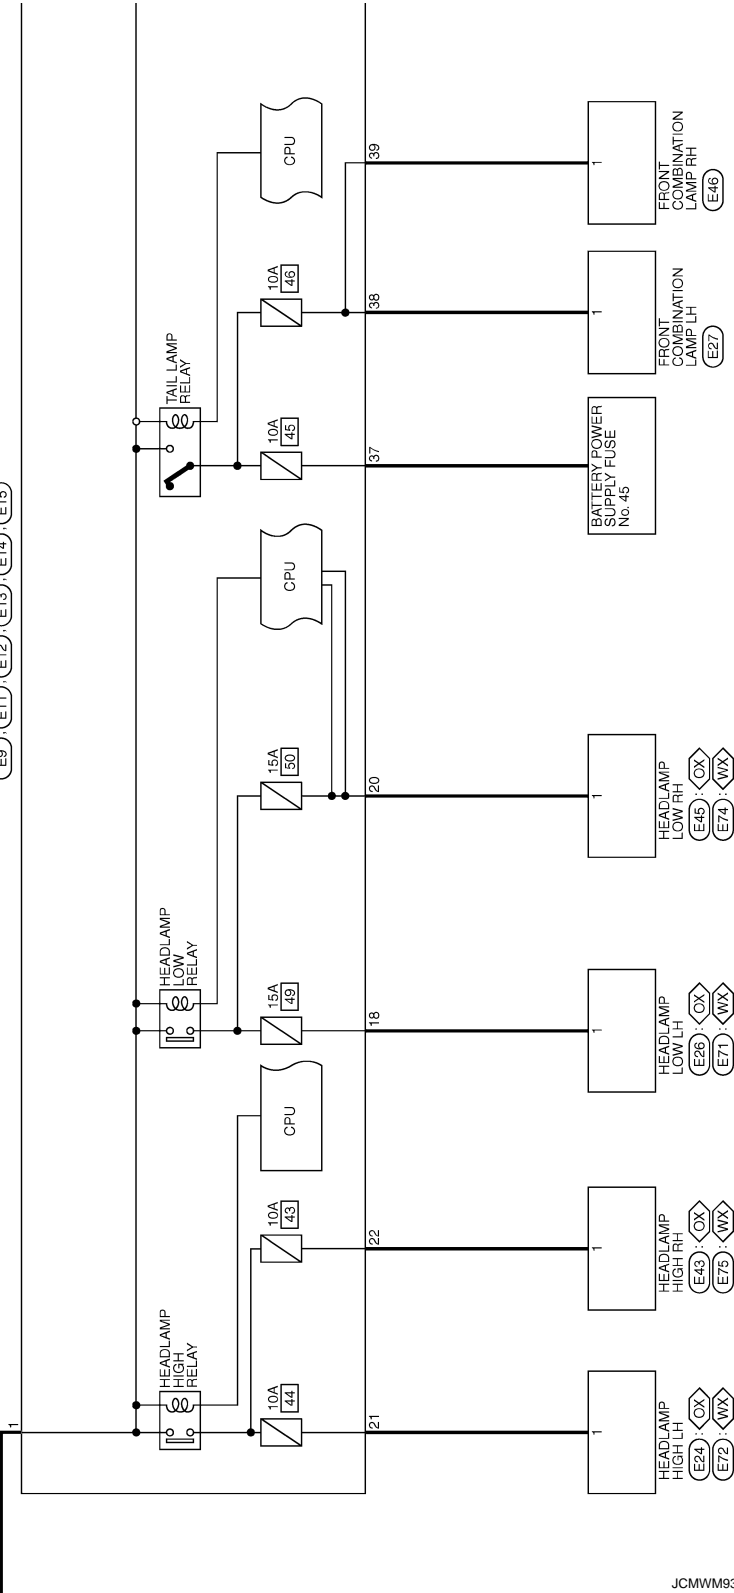 E9 , E11 , E12 , E13 , E14 , E15
1
HEADLAMP
HIGH
RELAY
10A
44
21
1
HEADLAMP
HIGH LH
E24 : OX
E72 : WX
10A
43
22
1
HEADLAMP
HIGH RH
E43 : OX
E75 : WX
CPU
HEADLAMP
LOW
RELAY
15A
49
18
1
HEADLAMP
LOW LH
E26 : OX
E71 : WX
15A
50
20
1
HEADLAMP
LOW RH
E45 : OX
E74 : WX
CPU
TAIL LAMP
RELAY
10A
45
37
BATTERY POWER
SUPPLY FUSE
No. 45
10A
46
38
1
FRONT
COMBINATION
LAMP LH
E27
CPU
39
1
FRONT
COMBINATION
LAMP RH
E46
JCMWM93